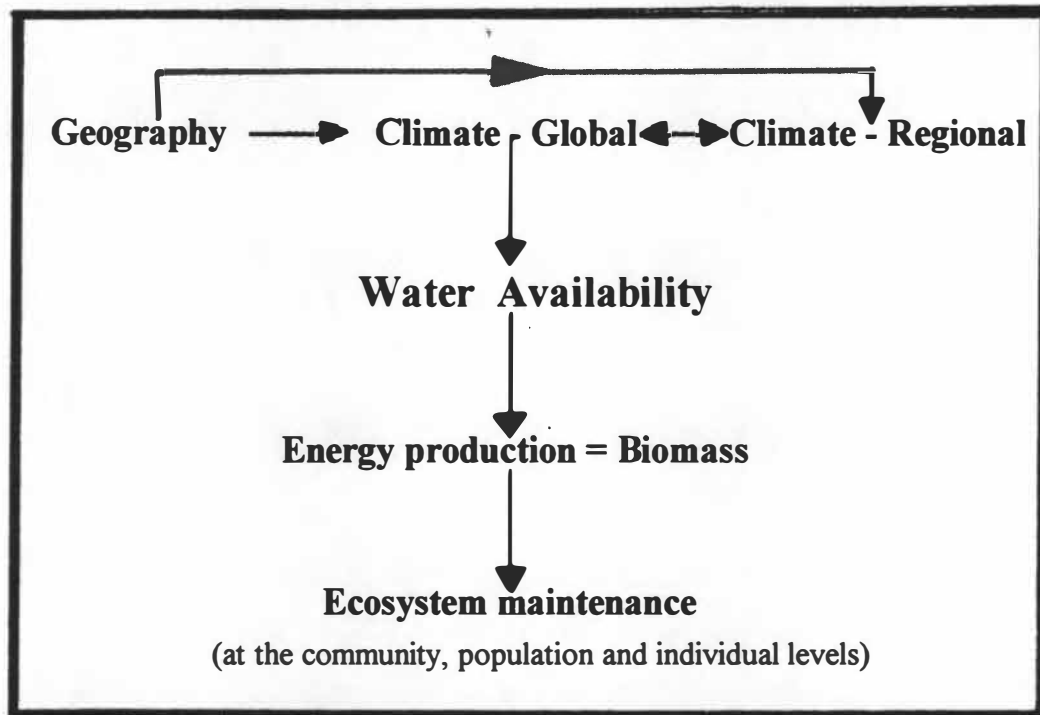 Geography Climate - Global Climate - Regional
Water Availability
Energy production = Biomass
Ecosystem maintenance
(at the community, population and individual levels)